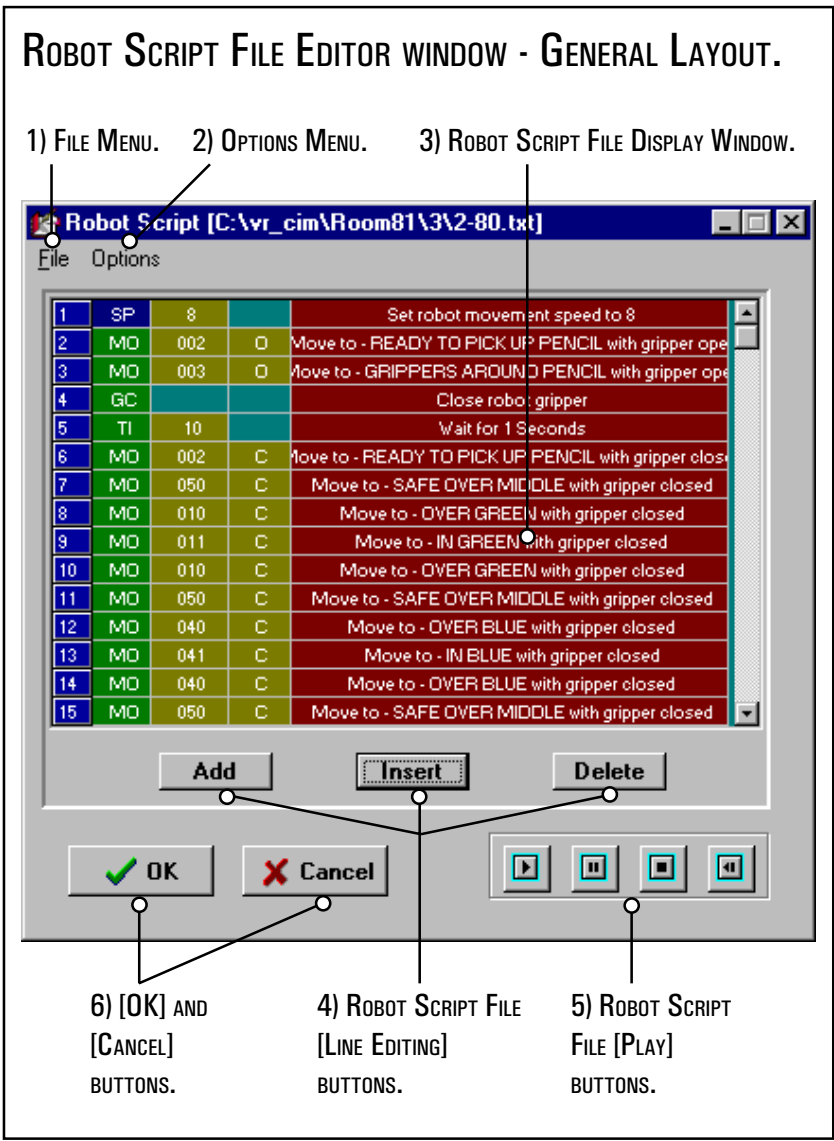 Robot Script File Editor window - General Layout.
1) File Menu. 2) Options Menu. 3) Robot Script File Display Window.
Robot Script [C:\vr_cim\Room81\3\2-80.txt]
File Options
1 SP 8 Set robot movement speed to 8
2 MO 002 O Move to - READY TO PICK UP PENCIL with gripper ope
3 MO 003 O Move to - GRIPPERS AROUND PENCIL with gripper ope
4 GC Close robot gripper
5 TI 10 Wait for 1 Seconds
6 MO 002 C Move to - READY TO PICK UP PENCIL with gripper close
7 MO 050 C Move to - SAFE OVER MIDDLE with gripper closed
8 MO 010 C Move to - OVER GREEN with gripper closed
9 MO 011 C Move to - IN GREEN with gripper closed
10 MO 010 C Move to - OVER GREEN with gripper closed
11 MO 050 C Move to - SAFE OVER MIDDLE with gripper closed
12 MO 040 C Move to - OVER BLUE with gripper closed
13 MO 041 C Move to - IN BLUE with gripper closed
14 MO 040 C Move to - OVER BLUE with gripper closed
15 MO 050 C Move to - SAFE OVER MIDDLE with gripper closed
Add Insert Delete
OK Cancel
6) [OK] and
[Cancel]
buttons.
4) Robot Script File
[Line Editing]
buttons.
5) Robot Script
File [Play]
buttons.